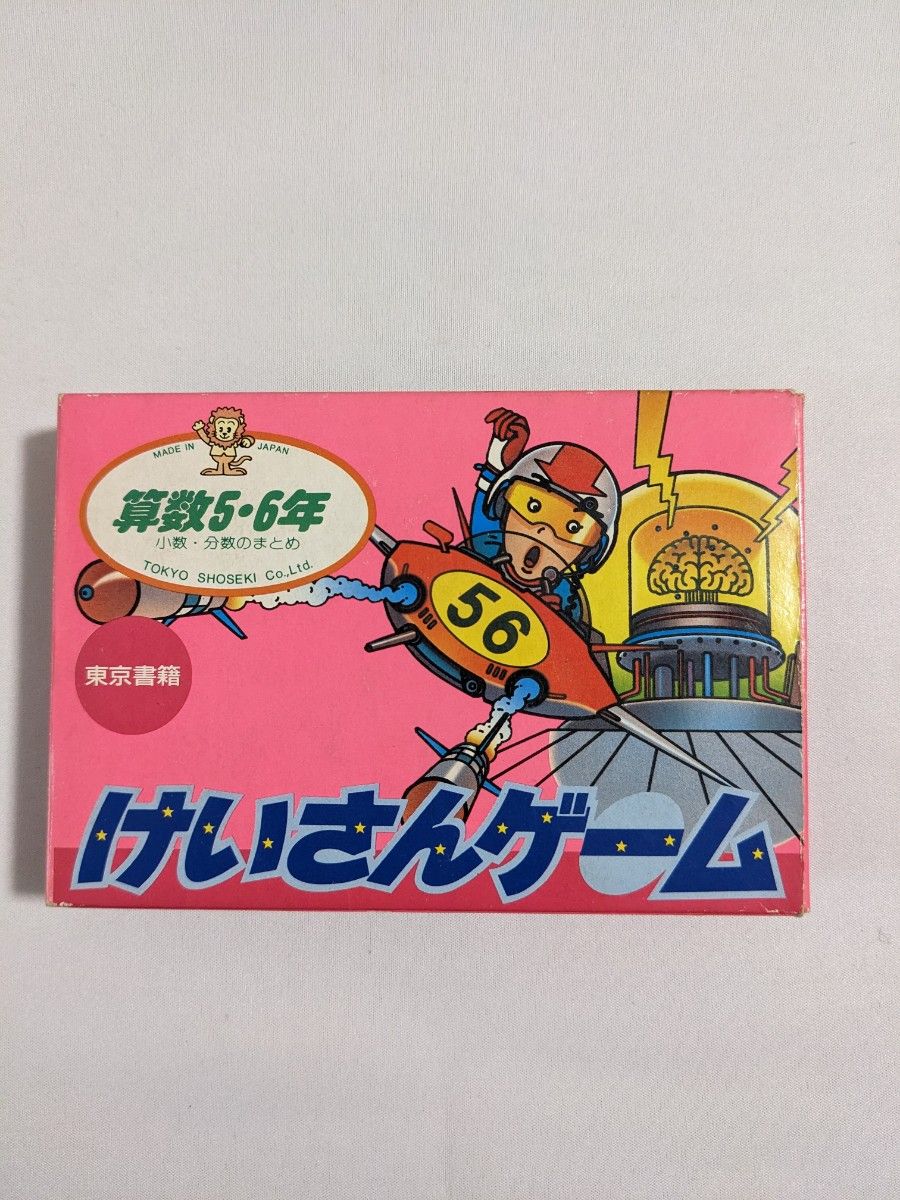 MADE IN JAPAN
算数5・6年
小数・分数のまとめ
TOKYO SHOSEKI Co.,Ltd.
56
東京書籍
けいさんゲーム